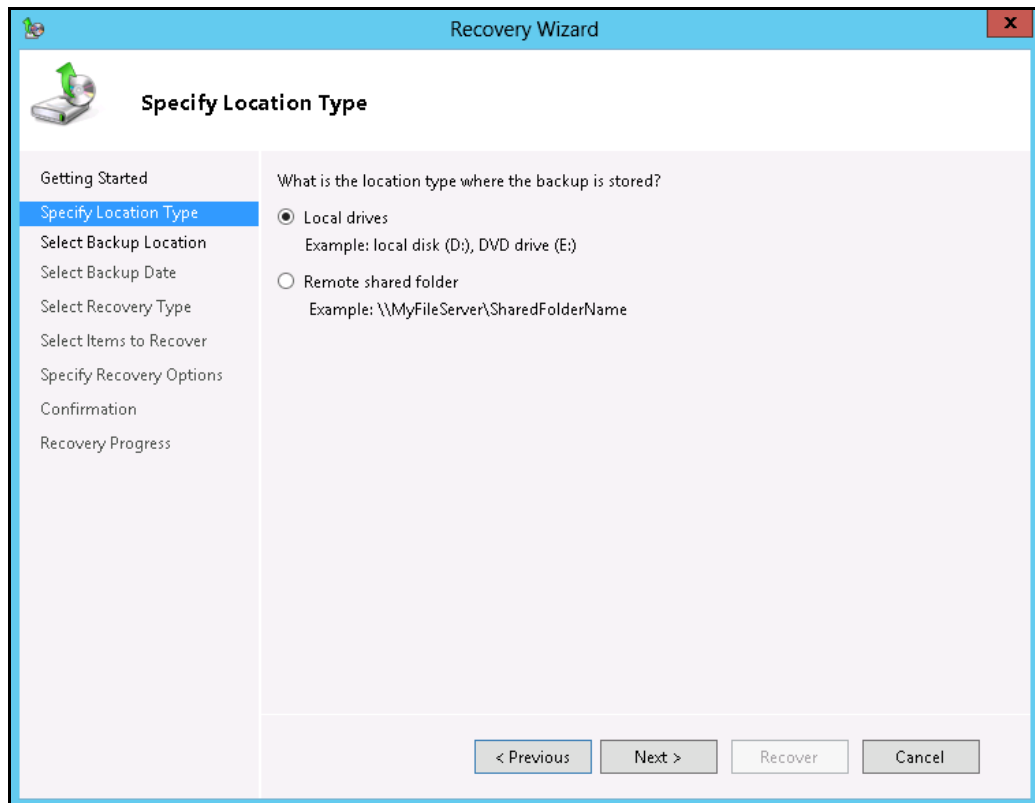 Recovery Wizard
x
Specify Location Type
Getting Started
Specify Location Type
Select Backup Location
Select Backup Date
Select Recovery Type
Select Items to Recover
Specify Recovery Options
Confirmation
Recovery Progress
What is the location type where the backup is stored?
Local drives
Example: local disk (D:), DVD drive (E:)
Remote shared folder
Example: \\MyFileServer\SharedFolderName
< Previous
Next >
Recover
Cancel